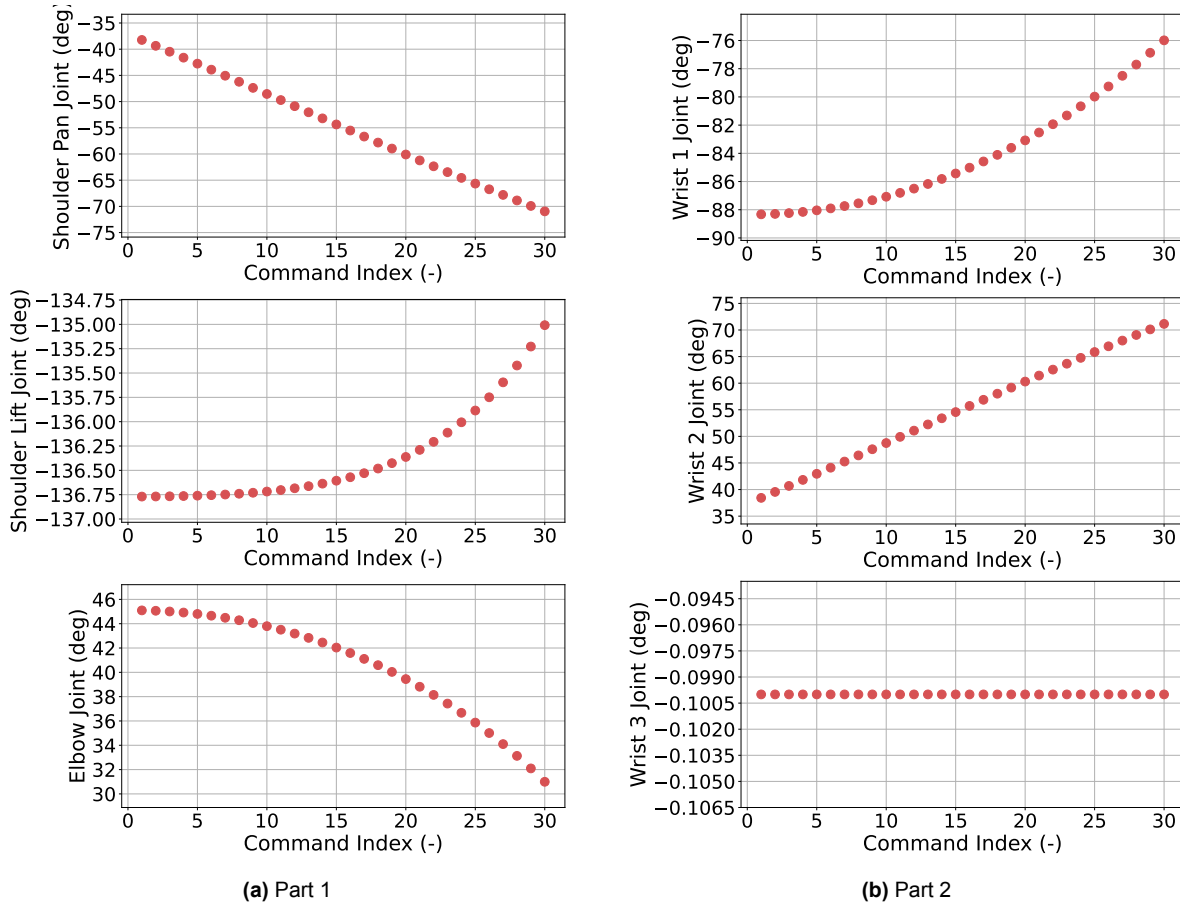 Shoulder Pan Joint (deg)
−35
−40
−45
−50
−55
−60
−65
−70
−75
0 5 10 15 20 25 30
Command Index (-)
Shoulder Lift Joint (deg)
−134.75
−135.00
−135.25
−135.50
−135.75
−136.00
−136.25
−136.50
−136.75
−137.00
0 5 10 15 20 25 30
Command Index (-)
Elbow Joint (deg)
46
44
42
40
38
36
34
32
30
0 5 10 15 20 25 30
Command Index (-)
(a) Part 1
Wrist 1 Joint (deg)
−76
−78
−80
−82
−84
−86
−88
−90
0 5 10 15 20 25 30
Command Index (-)
Wrist 2 Joint (deg)
75
70
65
60
55
50
45
40
35
0 5 10 15 20 25 30
Command Index (-)
Wrist 3 Joint (deg)
−0.0945
−0.0960
−0.0975
−0.0990
−0.1005
−0.1020
−0.1035
−0.1050
−0.1065
0 5 10 15 20 25 30
Command Index (-)
(b) Part 2